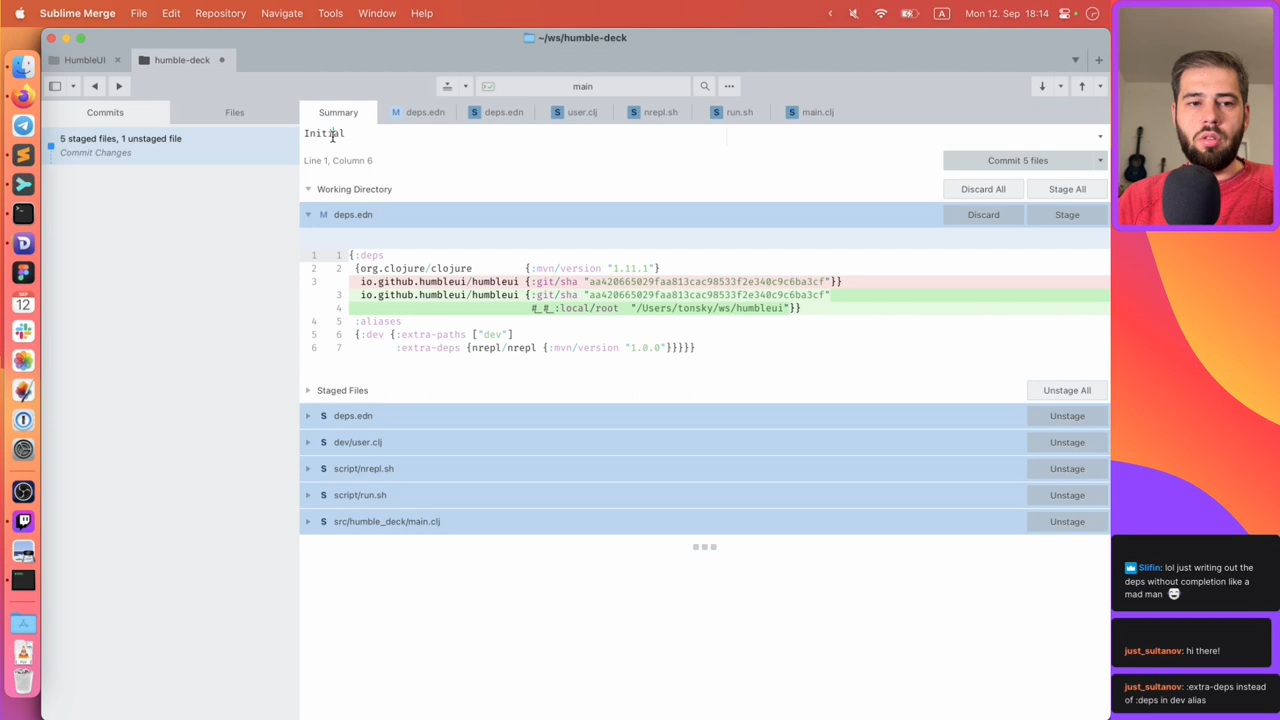 Sublime Merge File Edit Repository Navigate Tools Window Help
A Mon 12. Sep 18:14
~/ws/humble-deck
HumbleUI × humble-deck
main
Commits Files Summary deps.edn deps.edn user.clj nrepl.sh run.sh main.clj
5 staged files, 1 unstaged file
Commit Changes
Initial
Line 1, Column 6
Commit 5 files
Working Directory Discard All Stage All
M deps.edn Discard Stage
1 1 {:deps
2 2 {org.clojure/clojure {:mvn/version "1.11.1"}
3 io.github.humbleui/humbleui {:git/sha "aa420665029faa813cac98533f2e340c9c6ba3cf"}}
3 io.github.humbleui/humbleui {:git/sha "aa420665029faa813cac98533f2e340c9c6ba3cf"
4 #_#_:local/root "/Users/tonsky/ws/humbleui"}}
4 5 :aliases
5 6 {:dev {:extra-paths ["dev"]
6 7 :extra-deps {nrepl/nrepl {:mvn/version "1.0.0"}}}}}
Staged Files Unstage All
S deps.edn Unstage
S dev/user.clj Unstage
S script/nrepl.sh Unstage
S script/run.sh Unstage
S src/humble_deck/main.clj Unstage
SEP
12
Slifin: lol just writing out the
deps without completion like a
mad man
just_sultanov: hi there!
just_sultanov: :extra-deps instead
of :deps in dev alias